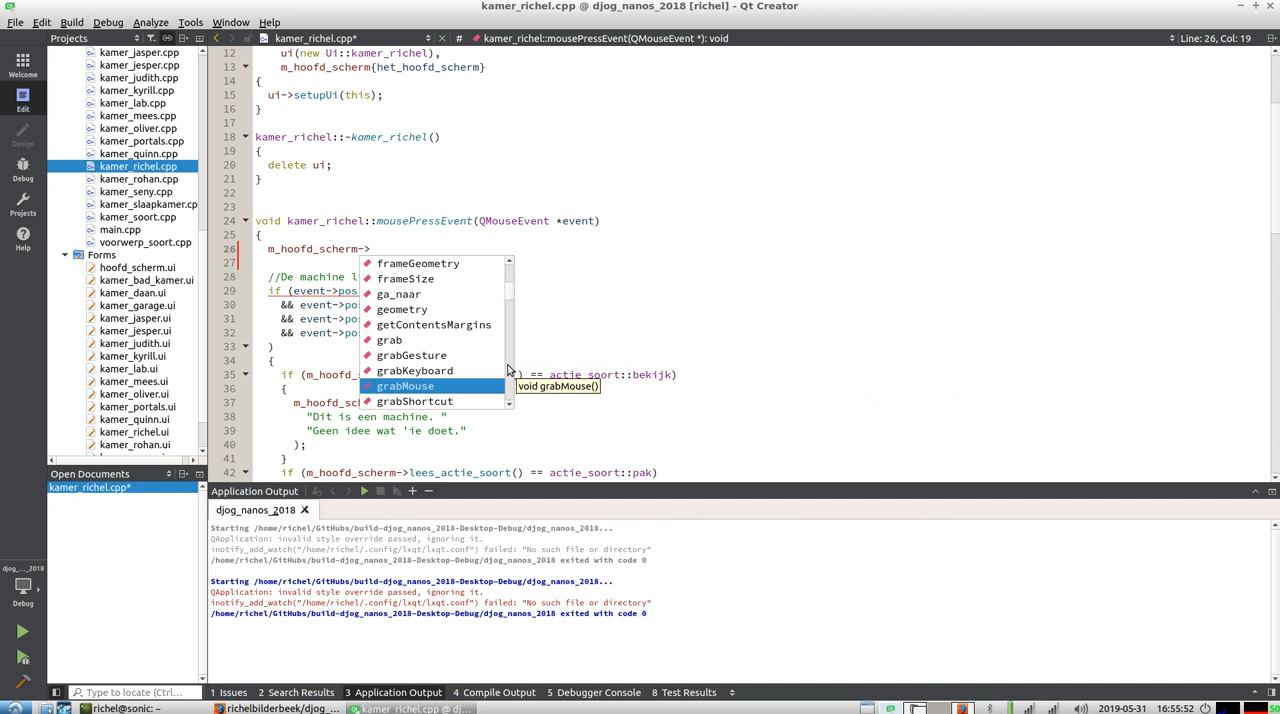 kamer_richel.cpp @ djog_nanos_2018 [richel] - Qt Creator
File Edit Build Debug Analyze Tools Window Help
Projects
kamer_richel.cpp*
# kamer_richel::mousePressEvent(QMouseEvent *): void
Line: 26, Col: 19
Welcome
Edit
Design
Debug
Projects
Help
djog_..._2018
Debug
kamer_jasper.cpp
kamer_jesper.cpp
kamer_judith.cpp
kamer_kyrill.cpp
kamer_lab.cpp
kamer_mees.cpp
kamer_oliver.cpp
kamer_portals.cpp
kamer_quinn.cpp
kamer_richel.cpp
kamer_rohan.cpp
kamer_seny.cpp
kamer_slaapkamer.cp
kamer_soort.cpp
main.cpp
voorwerp_soort.cpp
Forms
hoofd_scherm.ui
kamer_bad_kamer.ui
kamer_daan.ui
kamer_garage.ui
kamer_jasper.ui
kamer_jesper.ui
kamer_judith.ui
kamer_kyrill.ui
kamer_lab.ui
kamer_mees.ui
kamer_oliver.ui
kamer_portals.ui
kamer_quinn.ui
kamer_richel.ui
kamer_rohan.ui
Open Documents
kamer_richel.cpp*
12 ui(new Ui::kamer_richel),
13 m_hoofd_scherm{het_hoofd_scherm}
14 {
15 ui->setupUi(this);
16 }
17
18 kamer_richel::~kamer_richel()
19 {
20 delete ui;
21 }
22
23
24 void kamer_richel::mousePressEvent(QMouseEvent *event)
25 {
26 m_hoofd_scherm->
27
28 //De machine li
29 if (event->pos
30 && event->po
31 && event->po
32 && event->po
33 )
34 {
35 if (m_hoofd_ () == actie_soort::bekijk)
36 {
37 m_hoofd_sc
38 "Dit is een machine. "
39 "Geen idee wat 'ie doet."
40 );
41 }
42 if (m_hoofd_scherm->lees_actie_soort() == actie_soort::pak)
frameGeometry
frameSize
ga_naar
geometry
getContentsMargins
grab
grabGesture
grabKeyboard
grabMouse
grabShortcut
void grabMouse()
Application Output
djog_nanos_2018
Starting /home/richel/GitHubs/build-djog_nanos_2018-Desktop-Debug/djog_nanos_2018...
QApplication: invalid style override passed, ignoring it.
inotify_add_watch("/home/richel/.config/lxqt/lxqt.conf") failed: "No such file or directory"
/home/richel/GitHubs/build-djog_nanos_2018-Desktop-Debug/djog_nanos_2018 exited with code 0
Starting /home/richel/GitHubs/build-djog_nanos_2018-Desktop-Debug/djog_nanos_2018...
QApplication: invalid style override passed, ignoring it.
inotify_add_watch("/home/richel/.config/lxqt/lxqt.conf") failed: "No such file or directory"
/home/richel/GitHubs/build-djog_nanos_2018-Desktop-Debug/djog_nanos_2018 exited with code 0
Type to locate (Ctrl...
1 Issues 2 Search Results 3 Application Output 4 Compile Output 5 Debugger Console 8 Test Results
richel@sonic: ~
richelbilderbeek/djog_...
kamer_richel.cpp @ dj...
2019-05-31 16:55:52